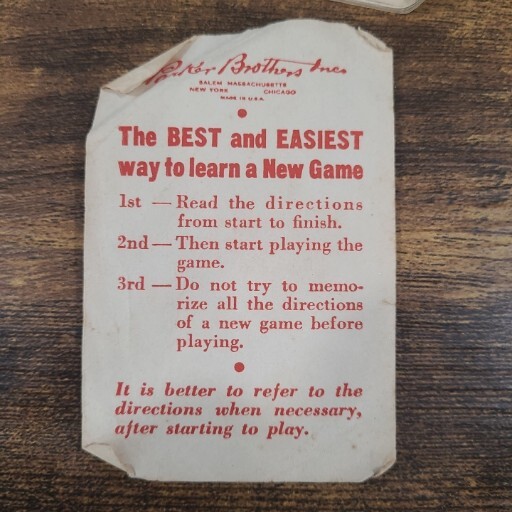 Parker Brothers Inc.
SALEM MASSACHUSETTS
NEW YORK CHICAGO
MADE IN U.S.A.
The BEST and EASIEST
way to learn a New Game
1st — Read the directions
from start to finish.
2nd — Then start playing the
game.
3rd — Do not try to memo-
rize all the directions
of a new game before
playing.
It is better to refer to the
directions when necessary,
after starting to play.